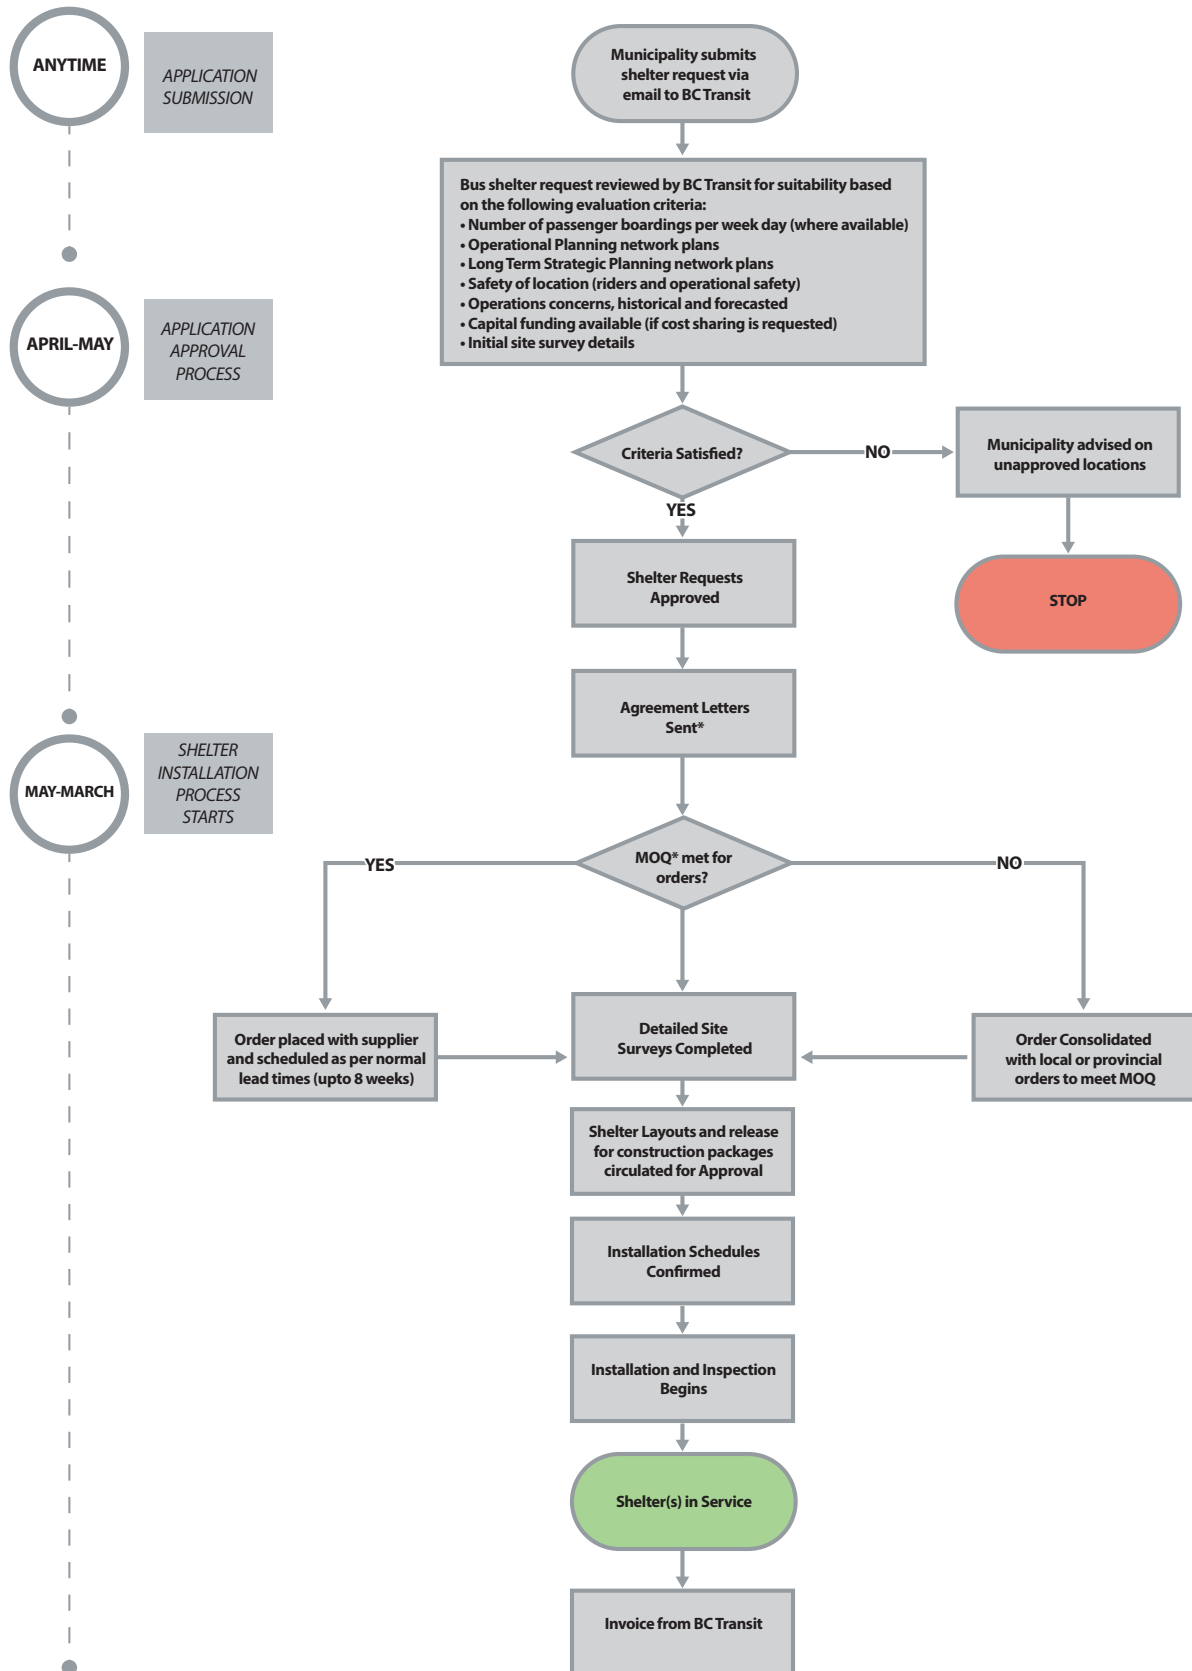 ANYTIME
APPLICATION
SUBMISSION
Municipality submits
shelter request via
email to BC Transit
Bus shelter request reviewed by BC Transit for suitability based
on the following evaluation criteria:
• Number of passenger boardings per week day (where available)
• Operational Planning network plans
• Long Term Strategic Planning network plans
• Safety of location (riders and operational safety)
• Operations concerns, historical and forecasted
• Capital funding available (if cost sharing is requested)
• Initial site survey details
APRIL-MAY
APPLICATION
APPROVAL
PROCESS
Criteria Satisfied?
NO
Municipality advised on
unapproved locations
YES
STOP
Shelter Requests
Approved
Agreement Letters
Sent*
MAY-MARCH
SHELTER
INSTALLATION
PROCESS
STARTS
MOQ* met for
orders?
YES
NO
Order placed with supplier
and scheduled as per normal
lead times (upto 8 weeks)
Detailed Site
Surveys Completed
Order Consolidated
with local or provincial
orders to meet MOQ
Shelter Layouts and release
for construction packages
circulated for Approval
Installation Schedules
Confirmed
Installation and Inspection
Begins
Shelter(s) in Service
Invoice from BC Transit